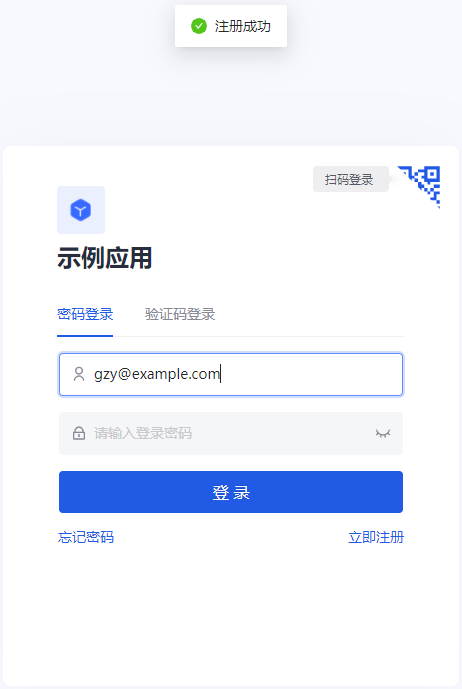 注册成功
扫码登录
示例应用
密码登录 验证码登录
gzy@example.com
请输入登录密码
登 录
忘记密码 立即注册